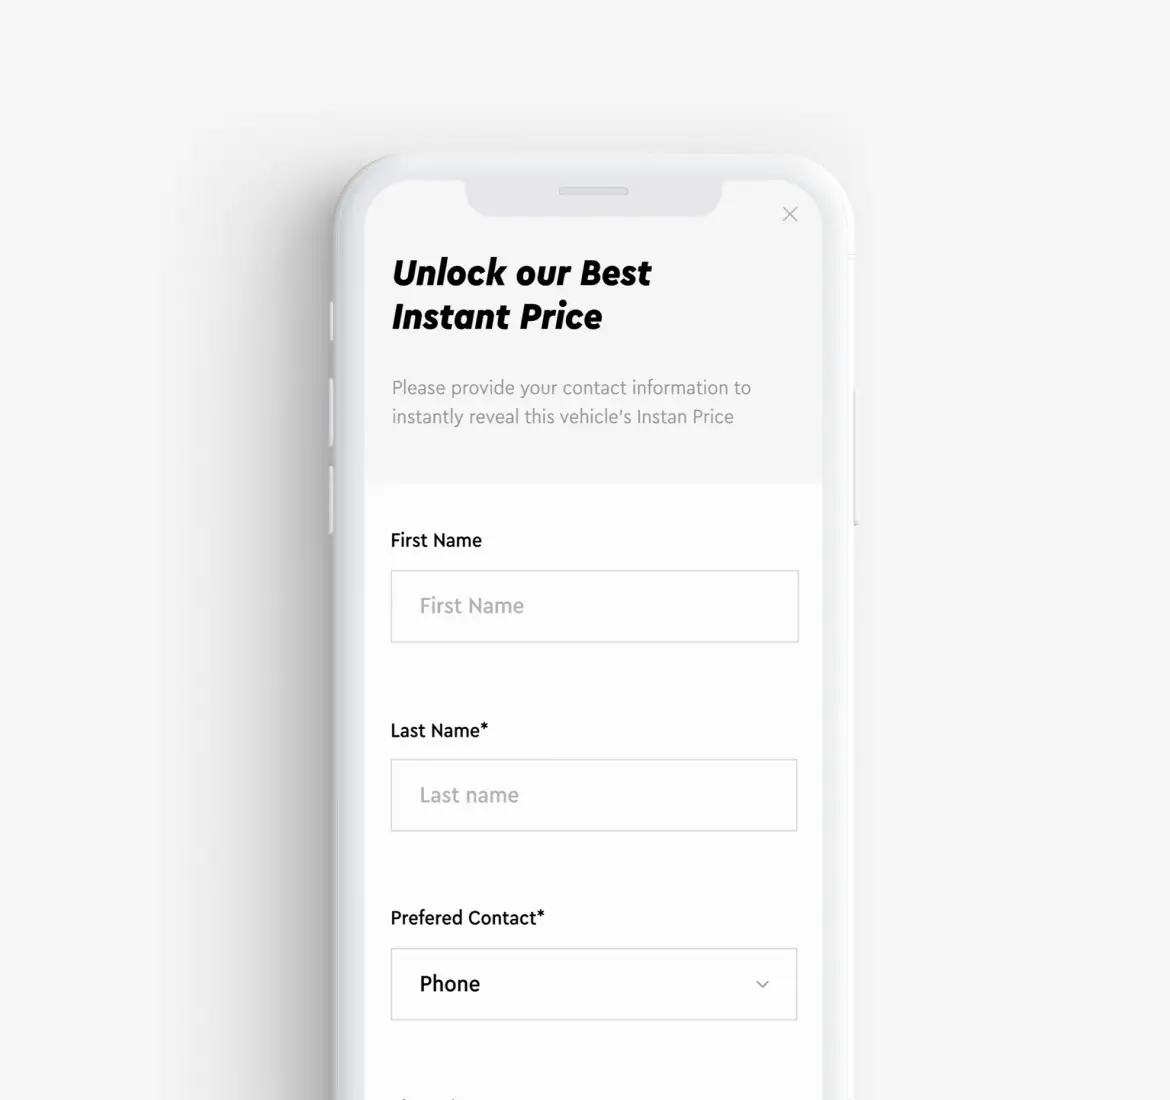 Unlock our Best
Instant Price
Please provide your contact information to
instantly reveal this vehicle's Instan Price
First Name
First Name
Last Name*
Last name
Prefered Contact*
Phone